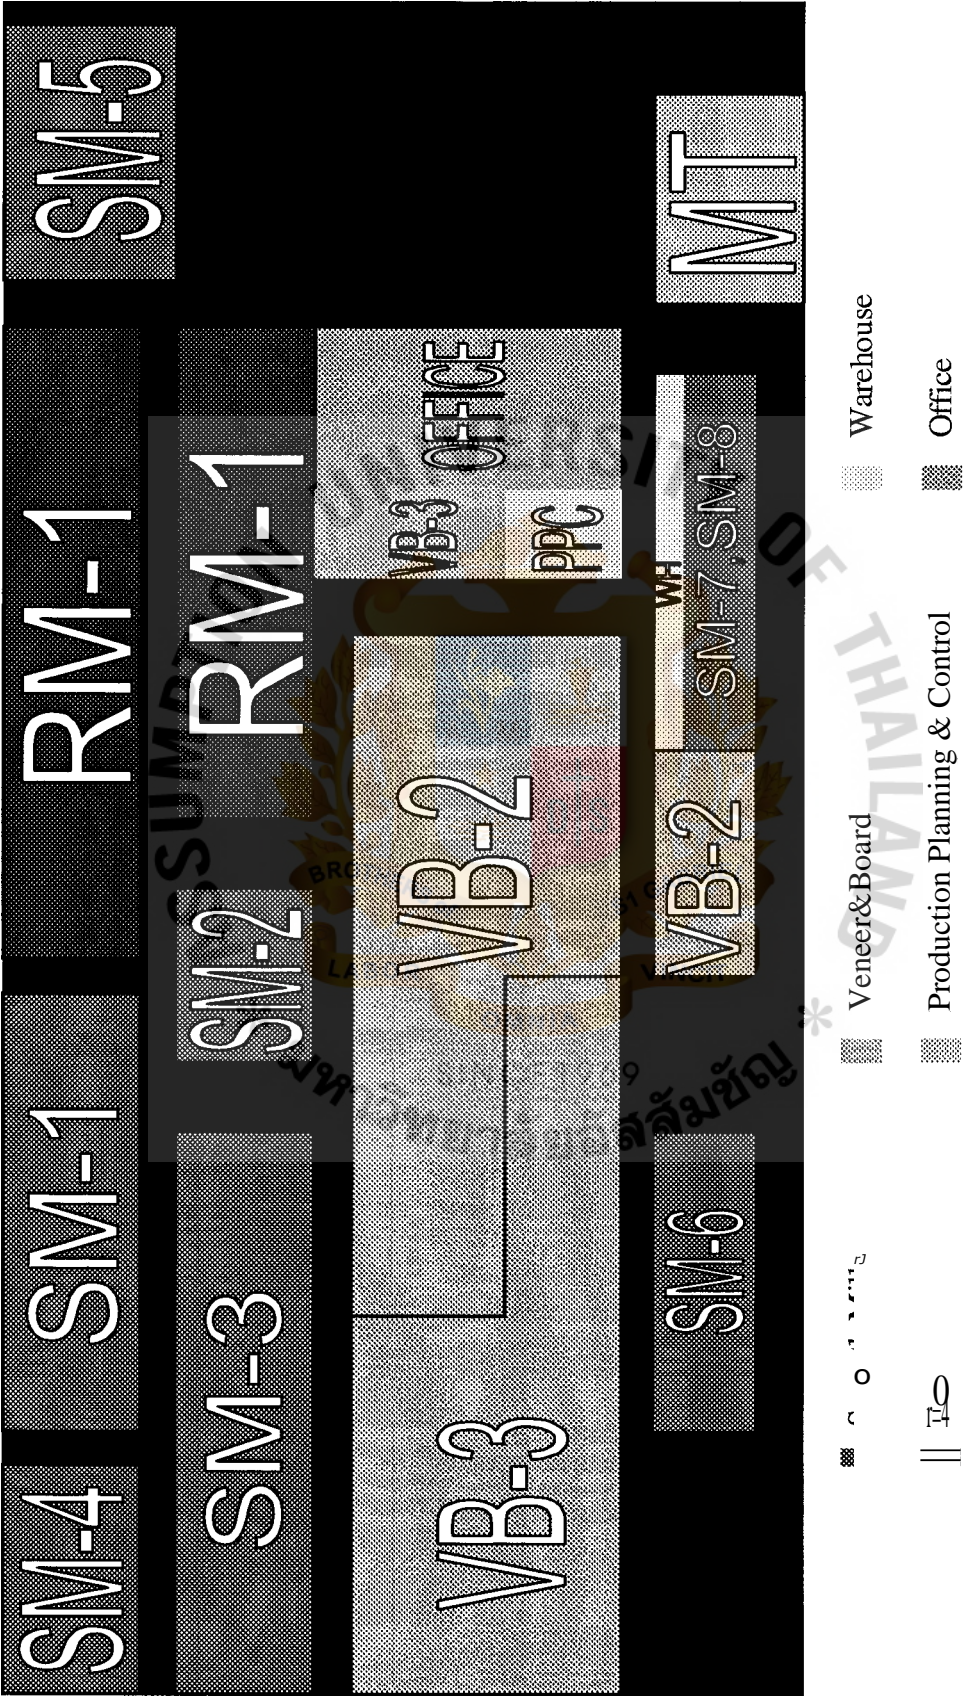 SM-4
SM-1
RM-1
SM-5
SM-3
SM-2
RM-1
VB-3
VB-2
VB-3
PPC
OFFICE
SM-6
VB-2
WH
SM-7, SM-8
MT
Veneer&Board
Warehouse
Production Planning & Control
Office
OF THAILAND